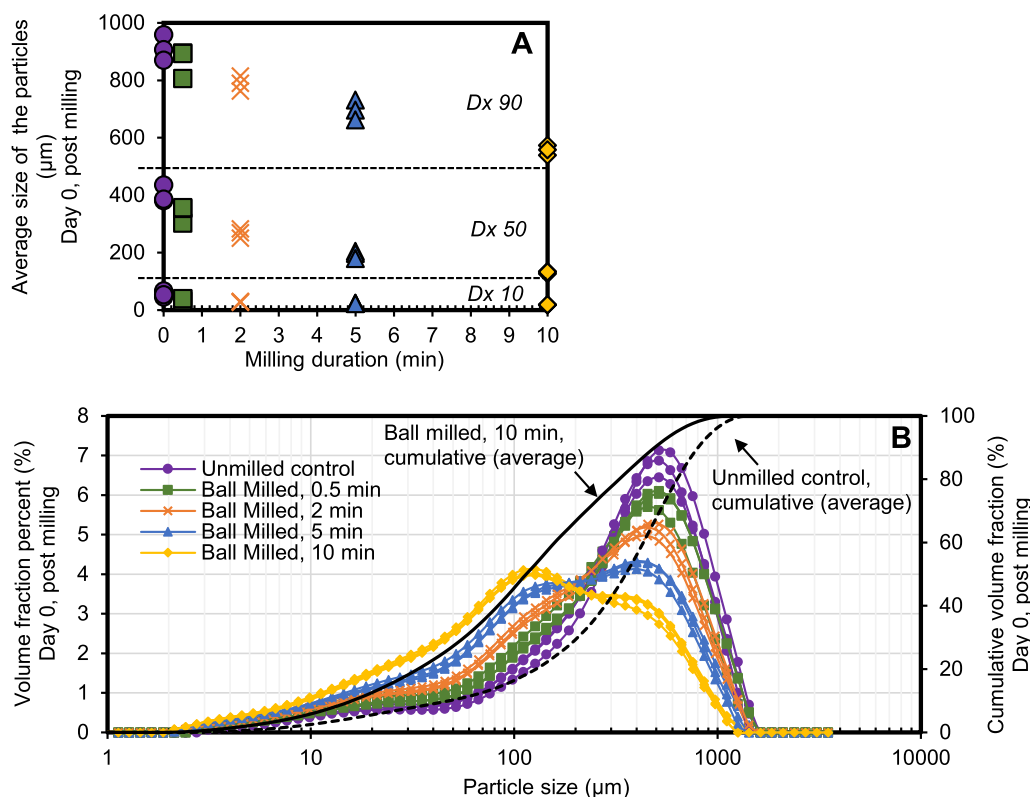 Average size of the particles
(µm)
Day 0, post milling
1000
800
600
400
200
0
A
Dx 90
Dx 50
Dx 10
0 1 2 3 4 5 6 7 8 9 10
Milling duration (min)
Volume fraction percent (%)
Day 0, post milling
8
7
6
5
4
3
2
1
0
B
Ball milled, 10 min,
cumulative (average)
Unmilled control,
cumulative (average)
Unmilled control
Ball Milled, 0.5 min
Ball Milled, 2 min
Ball Milled, 5 min
Ball Milled, 10 min
100
80
60
40
20
0
Cumulative volume fraction (%)
Day 0, post milling
1 10 100 1000 10000
Particle size (µm)